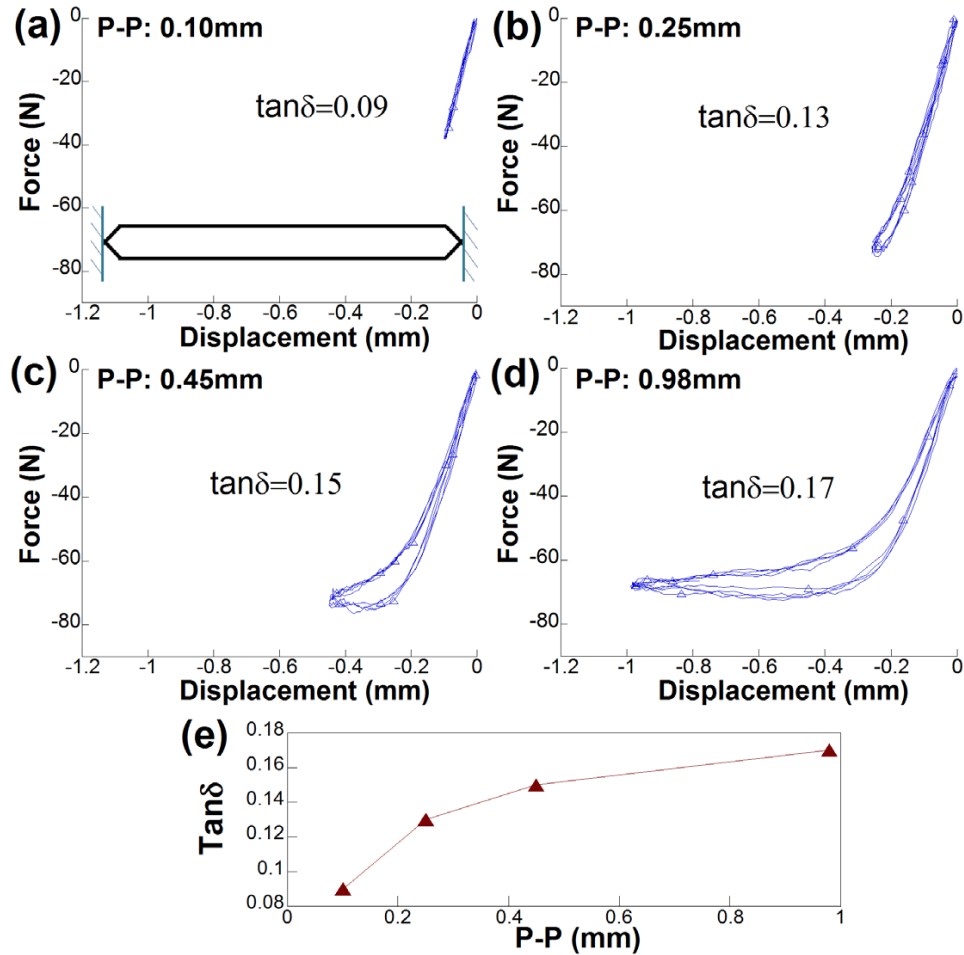 (a) P-P: 0.10mm
tanδ=0.09
Force (N)
0
-20
-40
-60
-80
-1.2 -1 -0.8 -0.6 -0.4 -0.2 0
Displacement (mm)
(b) P-P: 0.25mm
tanδ=0.13
Force (N)
0
-20
-40
-60
-80
-1.2 -1 -0.8 -0.6 -0.4 -0.2 0
Displacement (mm)
(c) P-P: 0.45mm
tanδ=0.15
Force (N)
0
-20
-40
-60
-80
-1.2 -1 -0.8 -0.6 -0.4 -0.2 0
Displacement (mm)
(d) P-P: 0.98mm
tanδ=0.17
Force (N)
0
-20
-40
-60
-80
-1.2 -1 -0.8 -0.6 -0.4 -0.2 0
Displacement (mm)
(e)
Tanδ
0.18
0.16
0.14
0.12
0.1
0.08
0 0.2 0.4 0.6 0.8 1
P-P (mm)